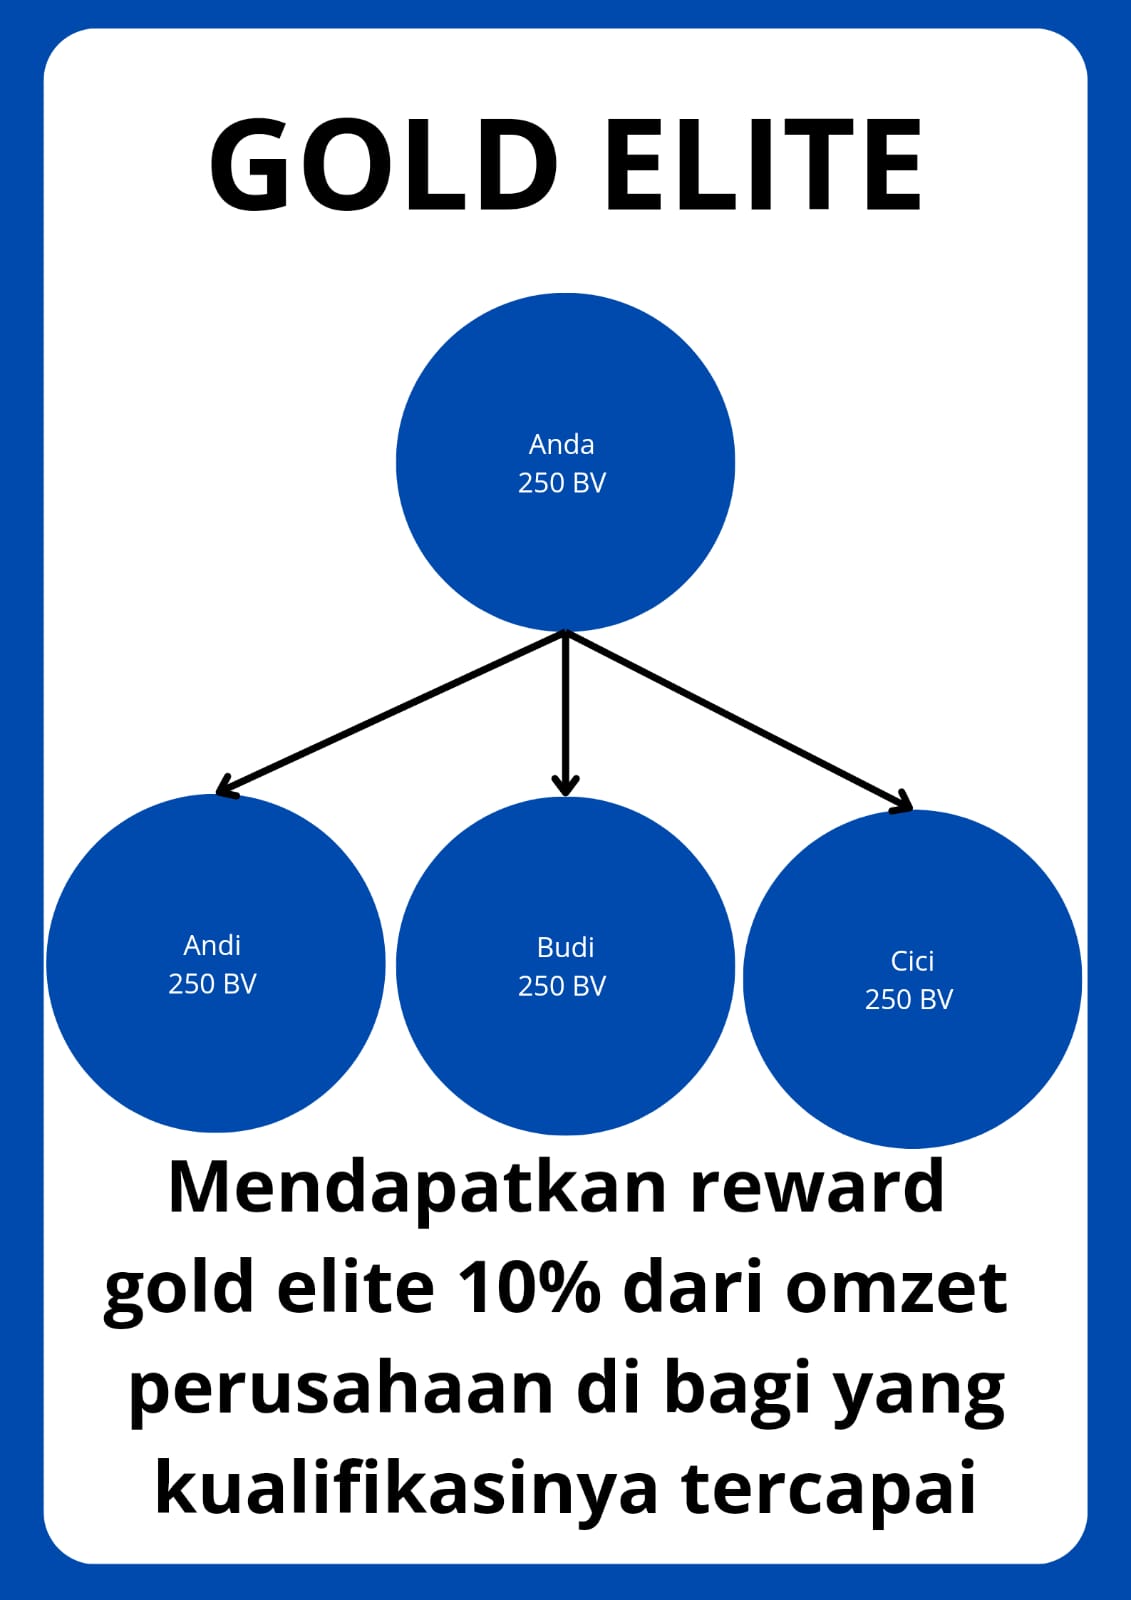 GOLD ELITE
Anda
250 BV
Andi
250 BV
Budi
250 BV
Cici
250 BV
Mendapatkan reward
gold elite 10% dari omzet
perusahaan di bagi yang
kualifikasinya tercapai